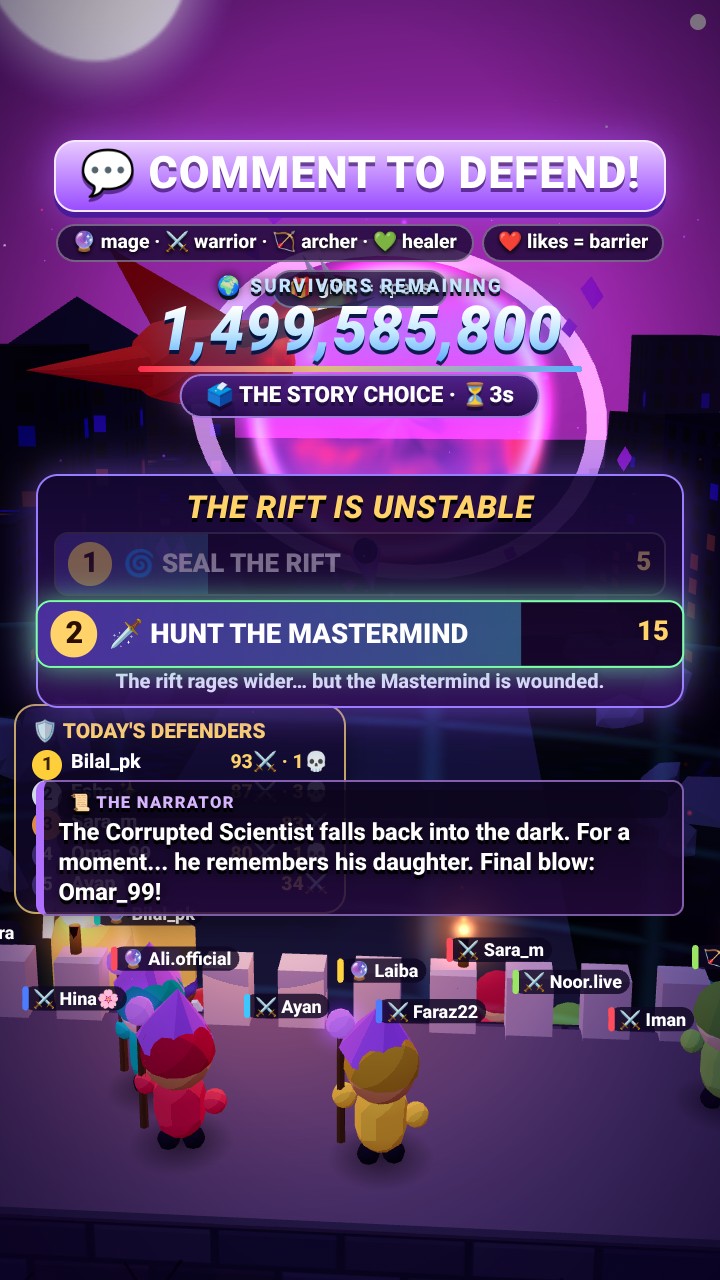 💬 COMMENT TO DEFEND!
🔮 mage · ⚔️ warrior · 🏹 archer · 💚 healer
❤️ likes = barrier
🌍 SURVIVORS REMAINING
1,499,585,800
🗳️ THE STORY CHOICE · ⏳ 3s
THE RIFT IS UNSTABLE
1 🌀 SEAL THE RIFT 5
2 🗡️ HUNT THE MASTERMIND 15
The rift rages wider... but the Mastermind is wounded.
🛡️ TODAY'S DEFENDERS
1 Bilal_pk 93⚔️ · 1💀
📜 THE NARRATOR
The Corrupted Scientist falls back into the dark. For a
moment... he remembers his daughter. Final blow:
Omar_99!
Bilal_pk
🔮 Ali.official
⚔️ Sara_m
🔮 Laiba
⚔️ Noor.live
⚔️ Hina🌸
⚔️ Ayan
⚔️ Faraz22
⚔️ Iman